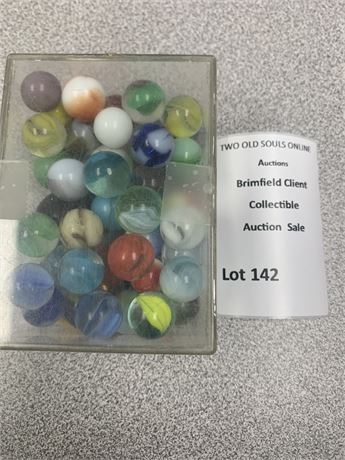 TWO OLD SOULS ONLINE
Auctions
Brimfield Client
Collectible
Auction Sale
Lot 142